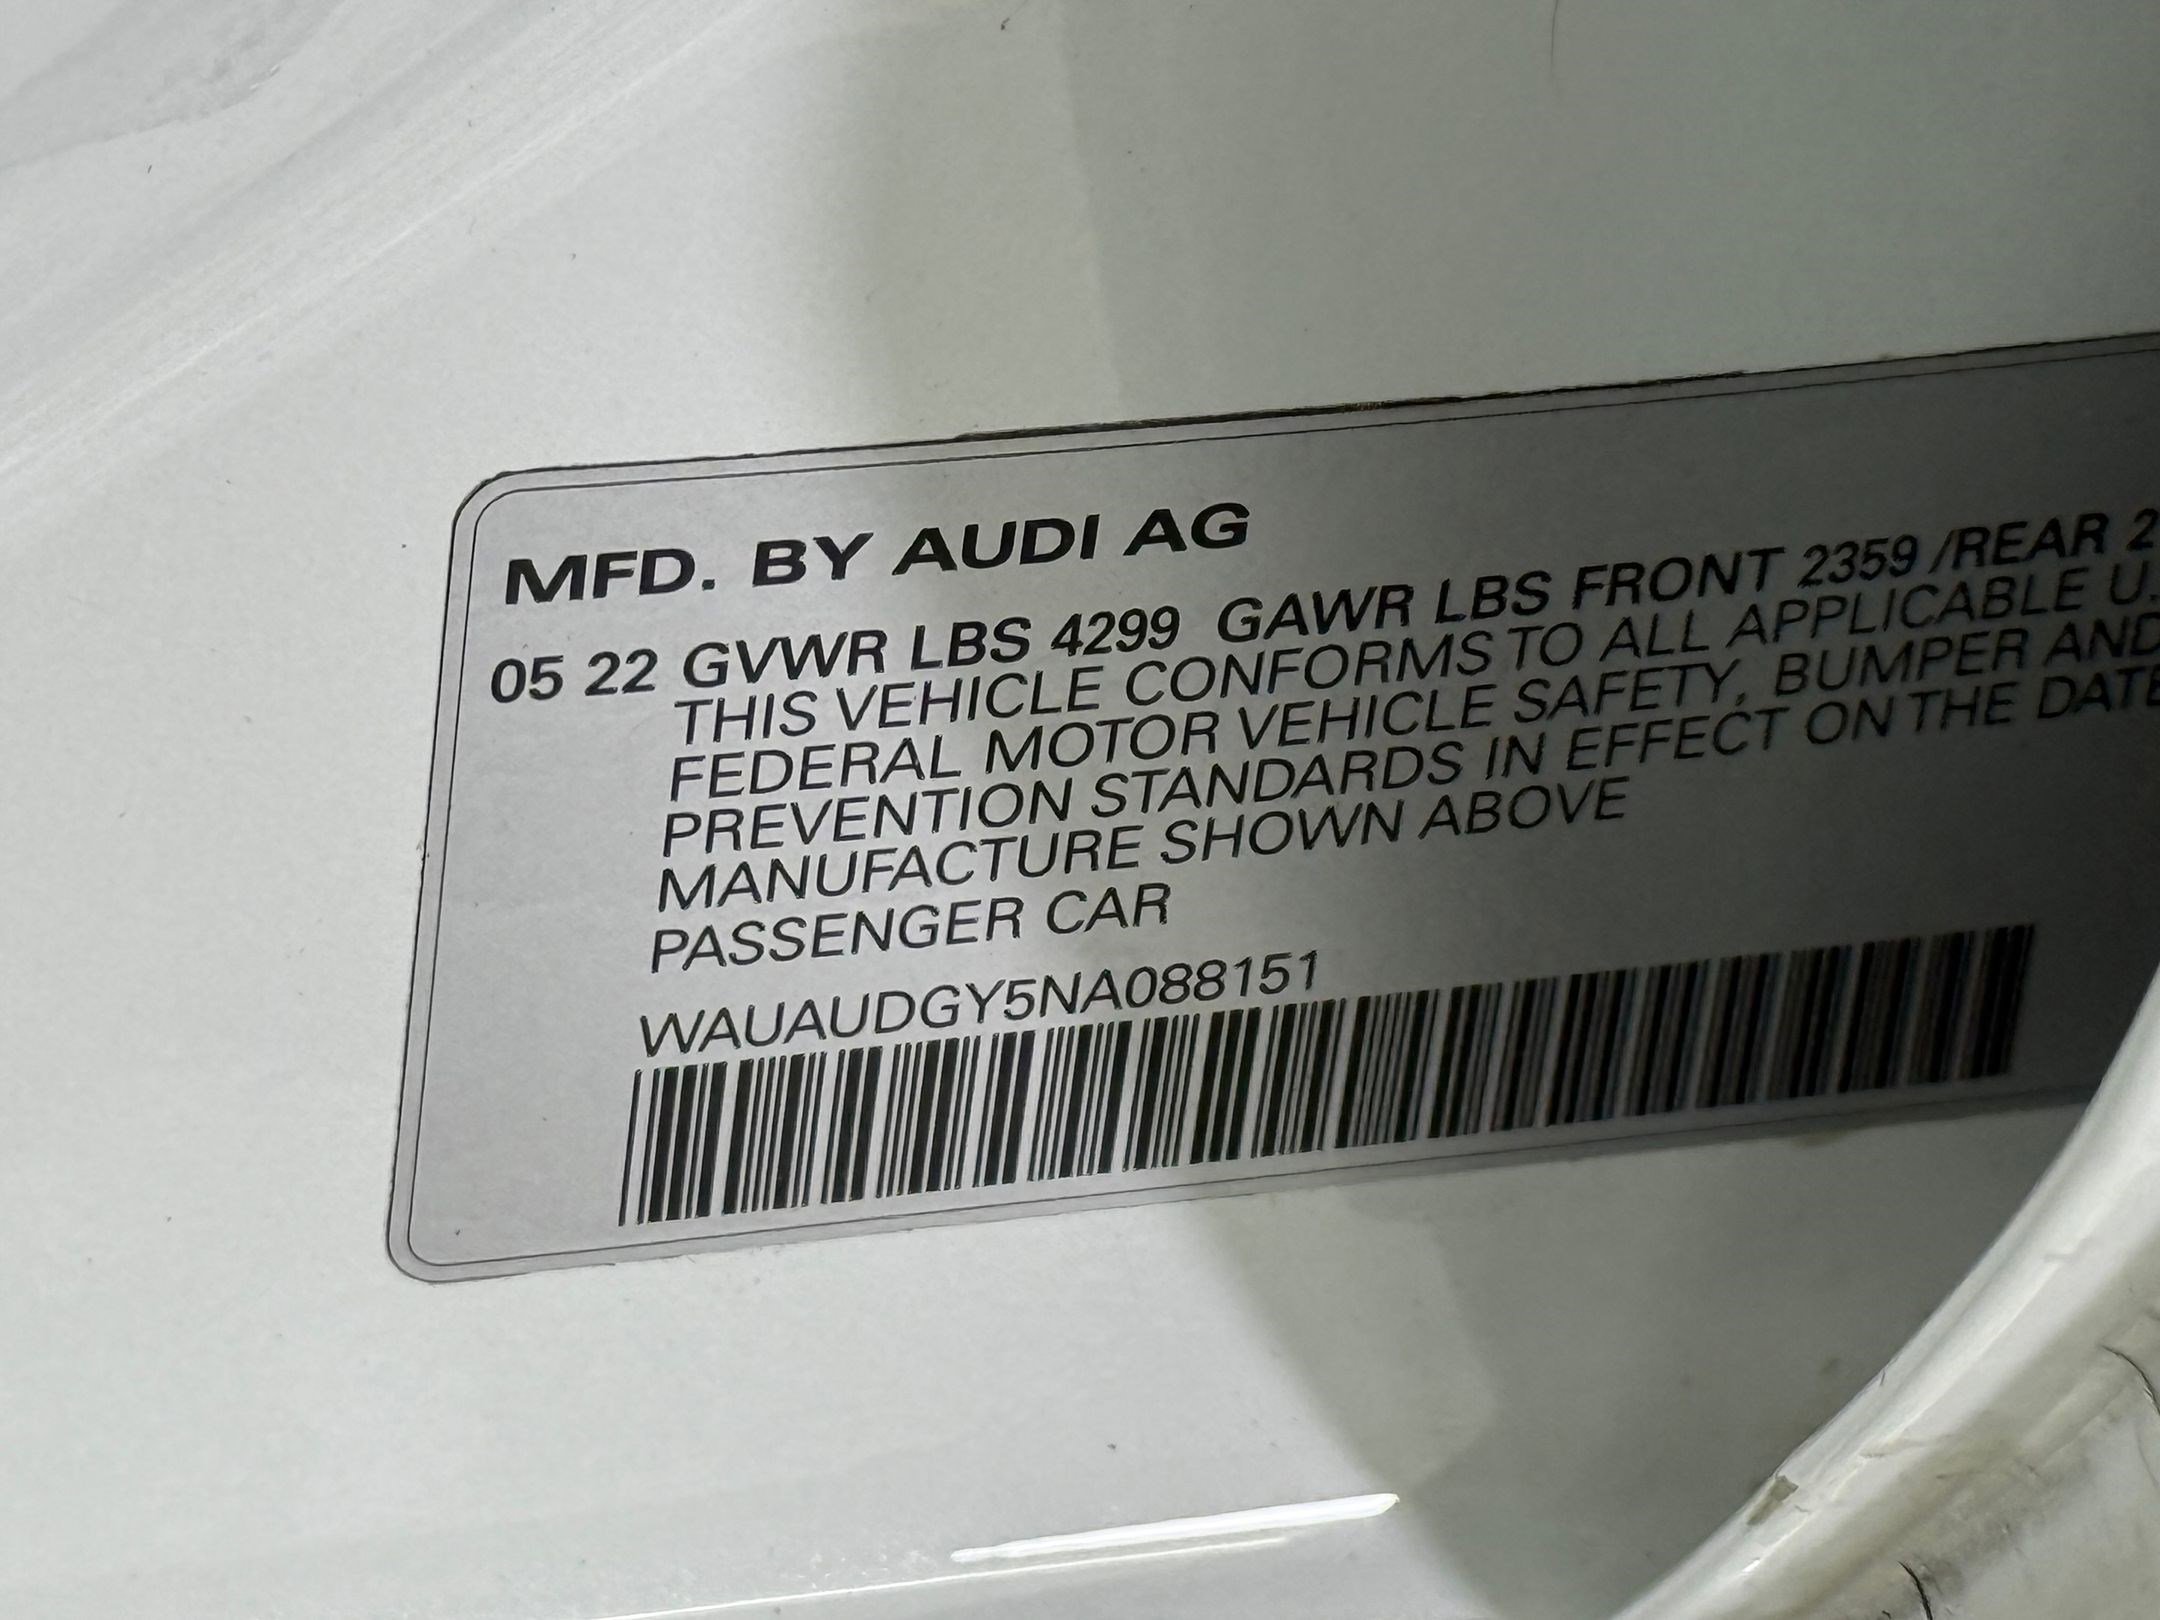 MFD. BY AUDI AG
05 22 GVWR LBS 4299 GAWR LBS FRONT 2359 /REAR
THIS VEHICLE CONFORMS TO ALL APPLICABLE U.
FEDERAL MOTOR VEHICLE SAFETY, BUMPER AND
PREVENTION STANDARDS IN EFFECT ON THE DATE
MANUFACTURE SHOWN ABOVE
PASSENGER CAR
WAUAUDGY5NA088151